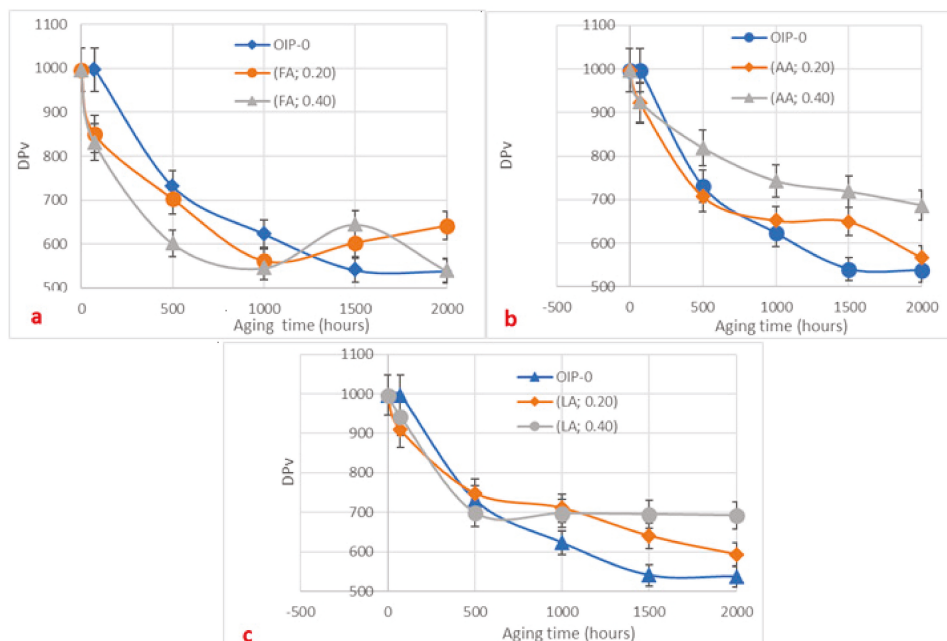 1100
1000
900
800
700
600
500
DPv
OIP-0
(FA; 0.20)
(FA; 0.40)
0
500
1000
1500
2000
Aging time (hours)
a
1100
1000
900
800
700
600
500
DPv
OIP-0
(AA; 0.20)
(AA; 0.40)
-500
0
500
1000
1500
2000
Aging time (hours)
b
1100
1000
900
800
700
600
500
DPv
OIP-0
(LA; 0.20)
(LA; 0.40)
-500
0
500
1000
1500
2000
Aging time (hours)
c